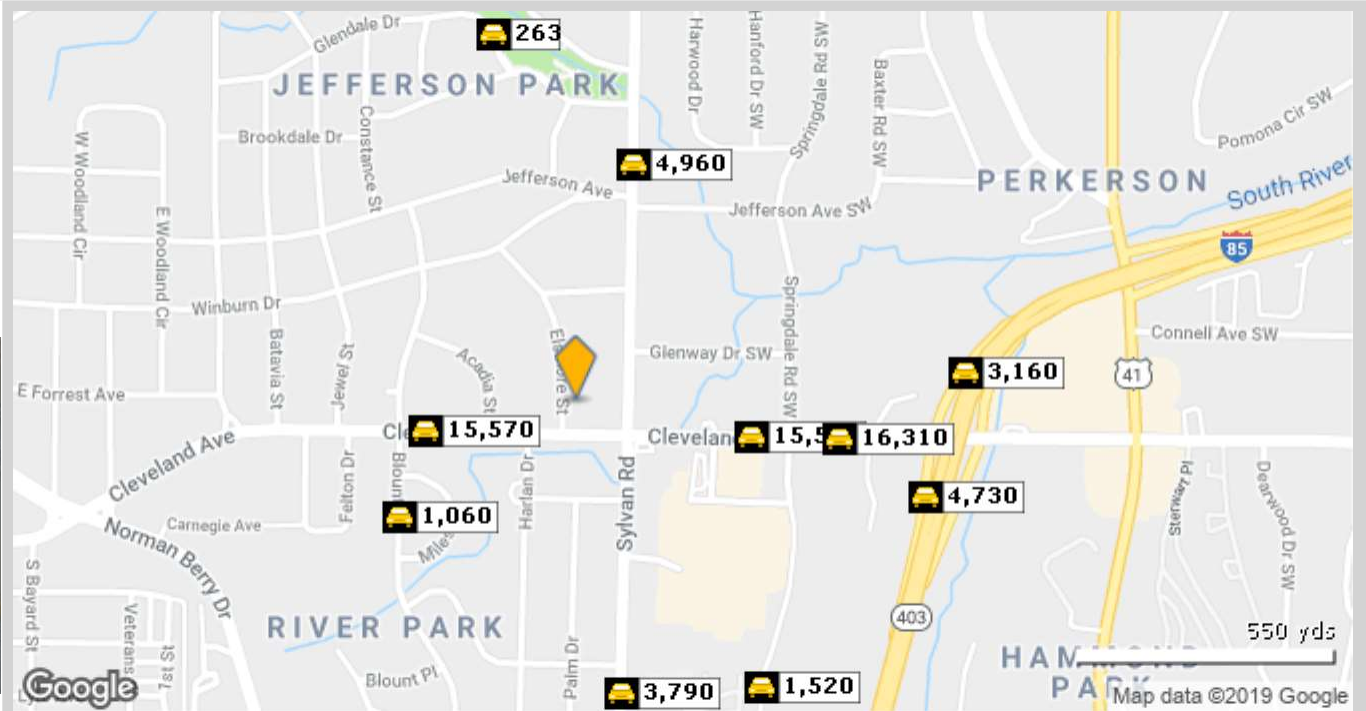 Glendale Dr
263
JEFFERSON PARK
Harwood Dr
Hanford Dr SW
Springdale Rd SW
Baxter Rd SW
Pomona Cir SW
W Woodland Cir
Brookdale Dr
Constance St
4,960
PERKERSON
South River
Jefferson Ave
Jefferson Ave SW
E Woodland Cir
85
Winburn Dr
Springdale Rd SW
Batavia St
Jewel St
Acadia St
Glenway Dr SW
Connell Ave SW
3,160
41
E Forrest Ave
Cleveland Ave
15,570
16,310
4,730
Felton Dr
Harlan Dr
Sylvan Rd
1,060
Carnegie Ave
Norman Berry Dr
Stewart Pl
Dearwood Dr SW
S Bayard St
Veterans
1st St
RIVER PARK
403
550 yds
Palm Dr
Blount Pl
3,790
1,520
Google
Map data ©2019 Google